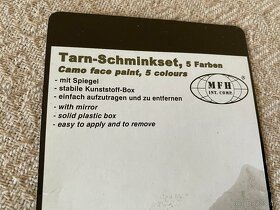 Tarn-Schminkset, 5 Farben
Camo face paint, 5 colours
- mit Spiegel
- stabile Kunststoff-Box
- einfach aufzutragen und zu entfernen
- with mirror
- solid plastic box
- easy to apply and to remove
MFH
INT. COMP.